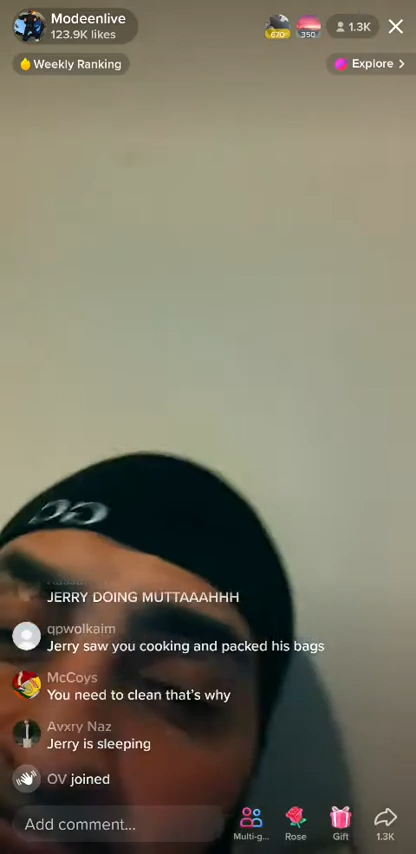 Modeenlive
123.9K likes
670
350
1.3K
Weekly Ranking
Explore
JERRY DOING MUTTAAAHHH
qpwolkaim
Jerry saw you cooking and packed his bags
McCoys
You need to clean that's why
Avxry Naz
Jerry is sleeping
OV joined
Add comment...
Multi-g...
Rose
Gift
1.3K